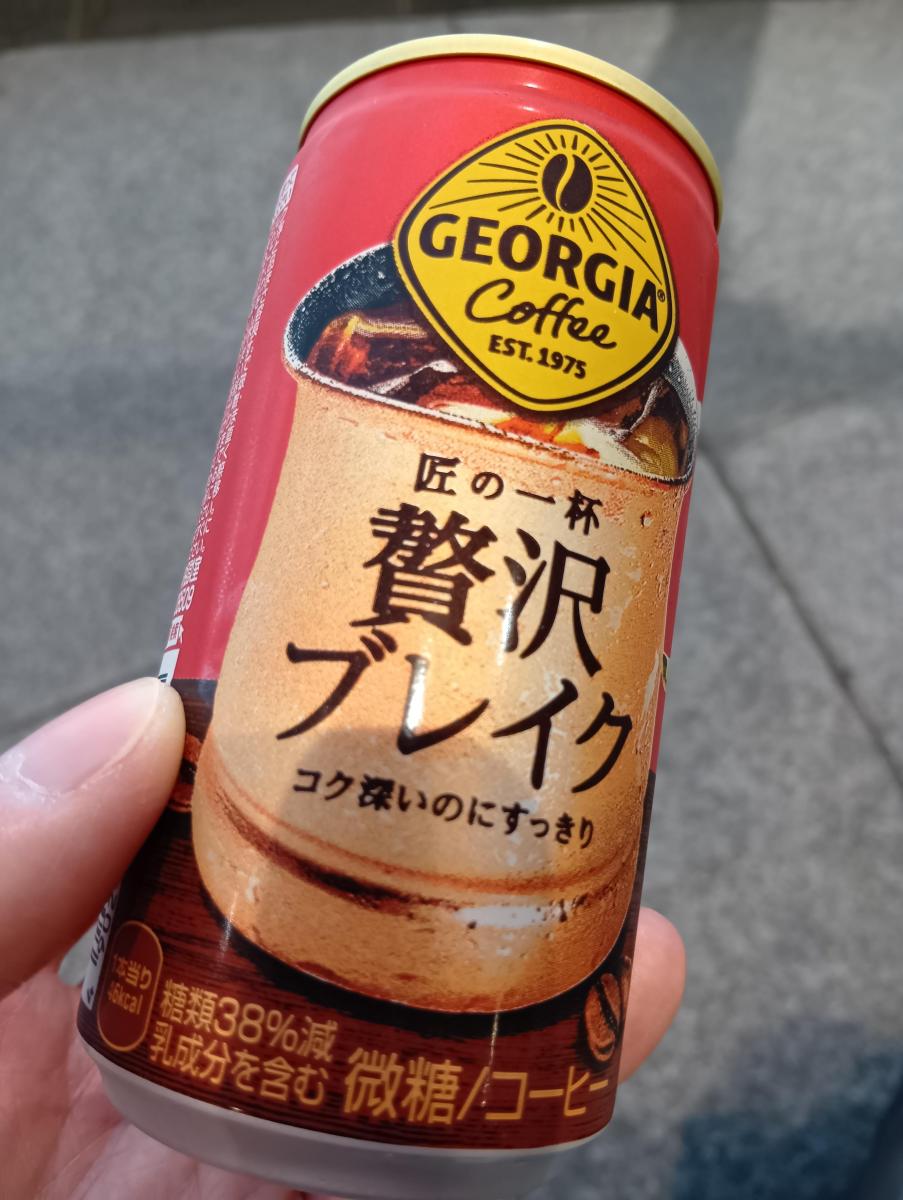 GEORGIA®
Coffee
EST. 1975
匠の一杯
贅沢
ブレイク
コク深いのにすっきり
1本当り
46kcal
糖類38%減
乳成分を含む
微糖/コーヒー